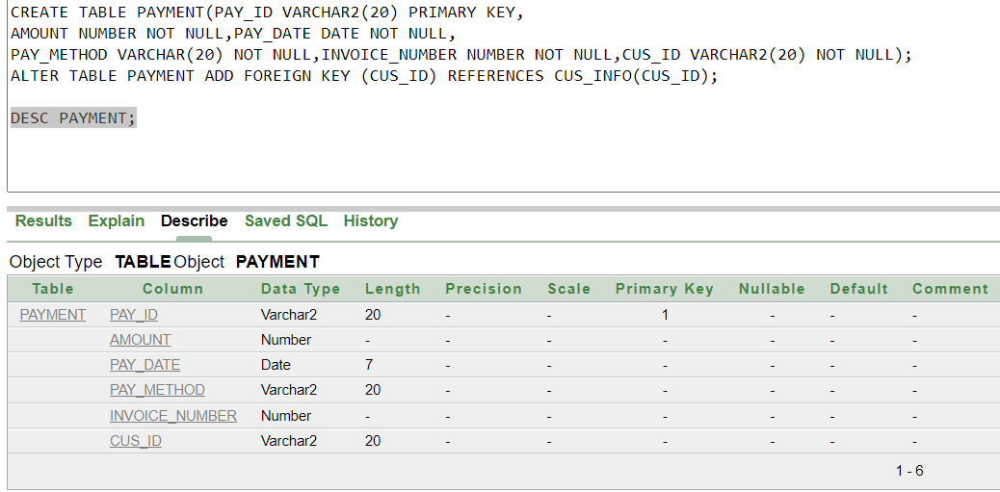 CREATE TABLE PAYMENT(PAY_ID VARCHAR2(20) PRIMARY KEY,
AMOUNT NUMBER NOT NULL,PAY_DATE DATE NOT NULL,
PAY_METHOD VARCHAR(20) NOT NULL,INVOICE_NUMBER NUMBER NOT NULL,CUS_ID VARCHAR2(20) NOT NULL);
ALTER TABLE PAYMENT ADD FOREIGN KEY (CUS_ID) REFERENCES CUS_INFO(CUS_ID);
DESC PAYMENT;
Results Explain Describe Saved SQL History
Object Type TABLE Object PAYMENT
Table Column Data Type Length Precision Scale Primary Key Nullable Default Comment
PAYMENT PAY_ID Varchar2 20 - - 1 - - -
AMOUNT Number - - - - - - -
PAY_DATE Date 7 - - - - - -
PAY_METHOD Varchar2 20 - - - - - -
INVOICE_NUMBER Number - - - - - - -
CUS_ID Varchar2 20 - - - - - -
1 - 6